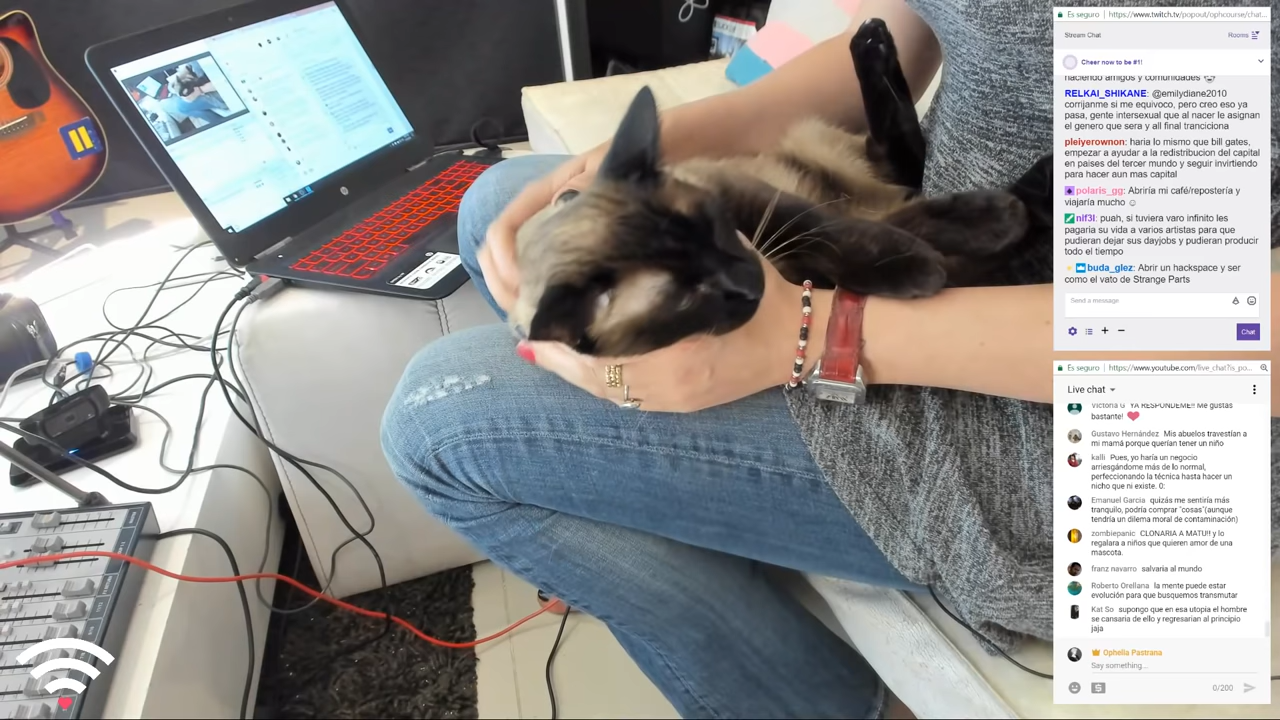 Es seguro | https://www.twitch.tv/popout/ophcourse/chat...
Stream Chat
Rooms
Cheer now to be #1!
haciendo amigos y comunidades
RELKAI_SHIKANE: @emilydiane2010
corrijanme si me equivoco, pero creo eso ya
pasa, gente intersexual que al nacer le asignan
el genero que sera y all final tranciciona
pleiyerownon: haria lo mismo que bill gates,
empezar a ayudar a la redistribucion del capital
en paises del tercer mundo y seguir invirtiendo
para hacer aun mas capital
polaris_gg: Abriría mi café/repostería y
viajaría mucho ☺
nif3l: puah, si tuviera varo infinito les
pagaria su vida a varios artistas para que
pudieran dejar sus dayjobs y pudieran producir
todo el tiempo
buda_glez: Abrir un hackspace y ser
como el vato de Strange Parts
Send a message
Chat
Es seguro | https://www.youtube.com/live_chat?is_po...
Live chat
Victoria G YA RESPONDEME!! Me gustas
bastante! ❤
Gustavo Hernández Mis abuelos travestían a
mi mamá porque querían tener un niño
kalli Pues, yo haría un negocio
arriesgándome más de lo normal,
perfeccionando la técnica hasta hacer un
nicho que ni existe. 0:
Emanuel Garcia quizás me sentiría más
tranquilo, podría comprar "cosas"(aunque
tendría un dilema moral de contaminación)
zombiepanic CLONARIA A MATU!! y lo
regalara a niños que quieren amor de una
mascota.
franz navarro salvaria al mundo
Roberto Orellana la mente puede estar
evolución para que busquemos transmutar
Kat So supongo que en esa utopia el hombre
se cansaria de ello y regresarian al principio
jaja
Ophelia Pastrana
Say something...
0/200